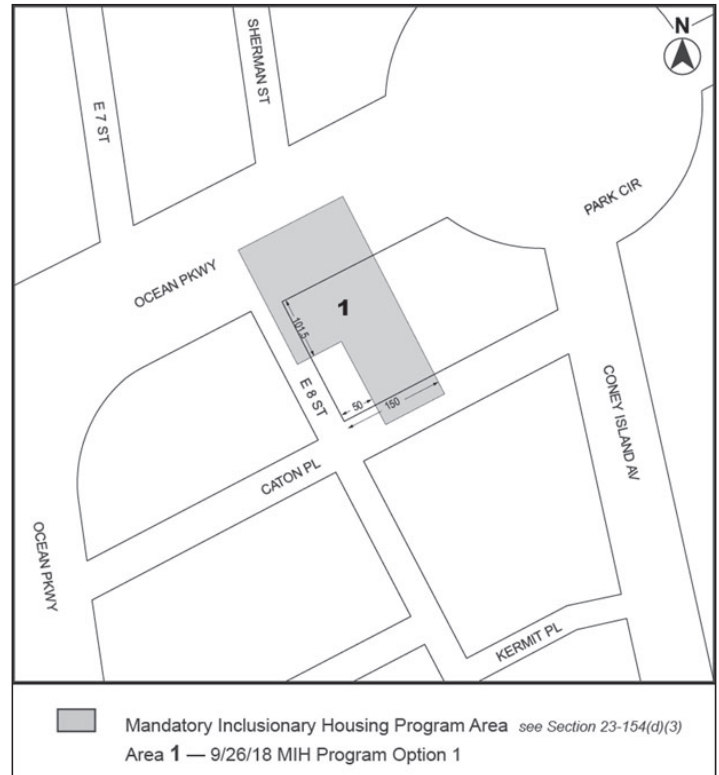 N
SHERMAN ST
E 7 ST
PARK CIR
OCEAN PKWY
1
101.5
E 8 ST
50
150
CONEY ISLAND AV
CATON PL
OCEAN PKWY
KERMIT PL
Mandatory Inclusionary Housing Program Area see Section 23-154(d)(3)
Area 1 — 9/26/18 MIH Program Option 1